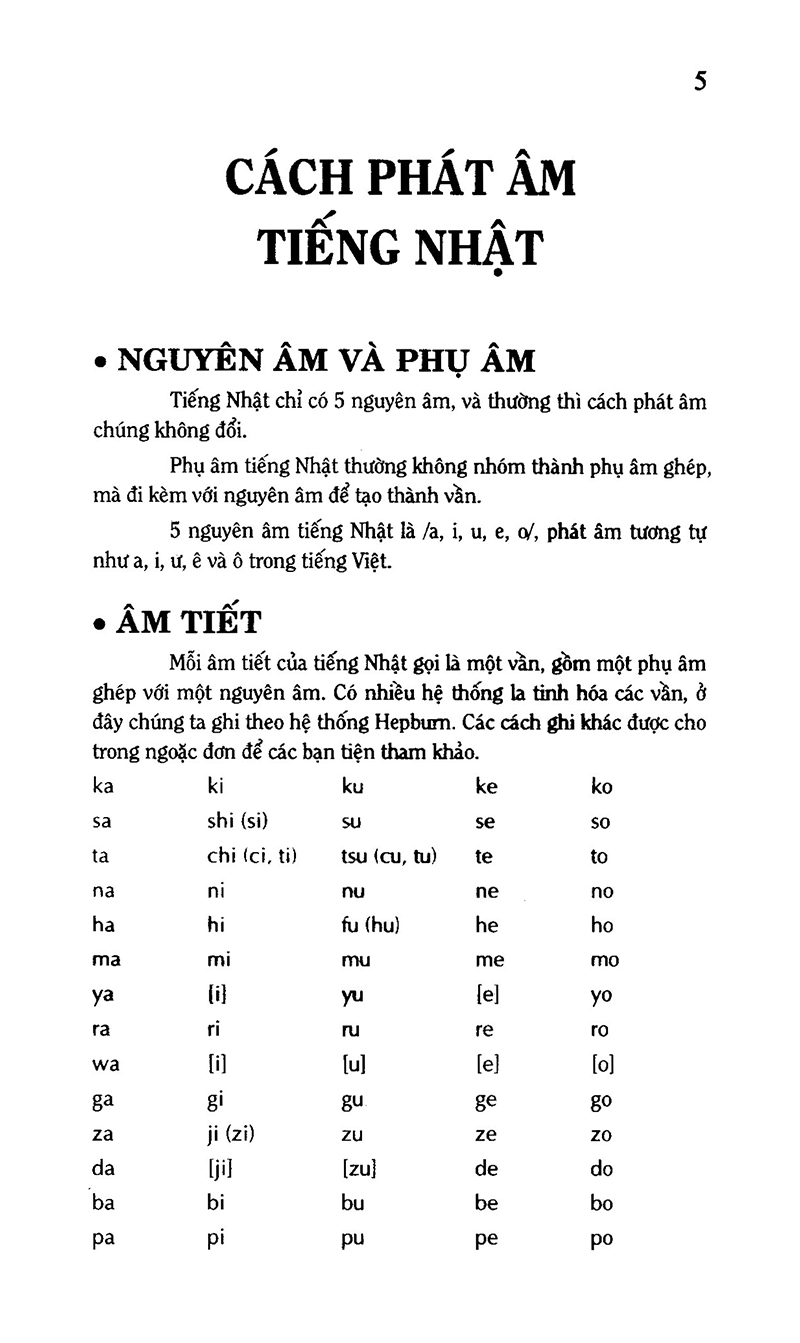 5
CÁCH PHÁT ÂM
TIẾNG NHẬT
• NGUYÊN ÂM VÀ PHỤ ÂM
Tiếng Nhật chỉ có 5 nguyên âm, và thường thì cách phát âm
chúng không đổi.
Phụ âm tiếng Nhật thường không nhóm thành phụ âm ghép,
mà đi kèm với nguyên âm để tạo thành vần.
5 nguyên âm tiếng Nhật là /a, i, u, e, o/, phát âm tương tự
như a, i, ư, ê và ô trong tiếng Việt.
• ÂM TIẾT
Mỗi âm tiết của tiếng Nhật gọi là một vần, gồm một phụ âm
ghép với một nguyên âm. Có nhiều hệ thống la tinh hóa các vần, ở
đây chúng ta ghi theo hệ thống Hepburn. Các cách ghi khác được cho
trong ngoặc đơn để các bạn tiện tham khảo.
ka ki ku ke ko
sa shi (si) su se so
ta chi (ci, ti) tsu (cu, tu) te to
na ni nu ne no
ha hi fu (hu) he ho
ma mi mu me mo
ya [i] yu [e] yo
ra ri ru re ro
wa [i] [u] [e] [o]
ga gi gu ge go
za ji (zi) zu ze zo
da [ji] [zu] de do
ba bi bu be bo
pa pi pu pe po